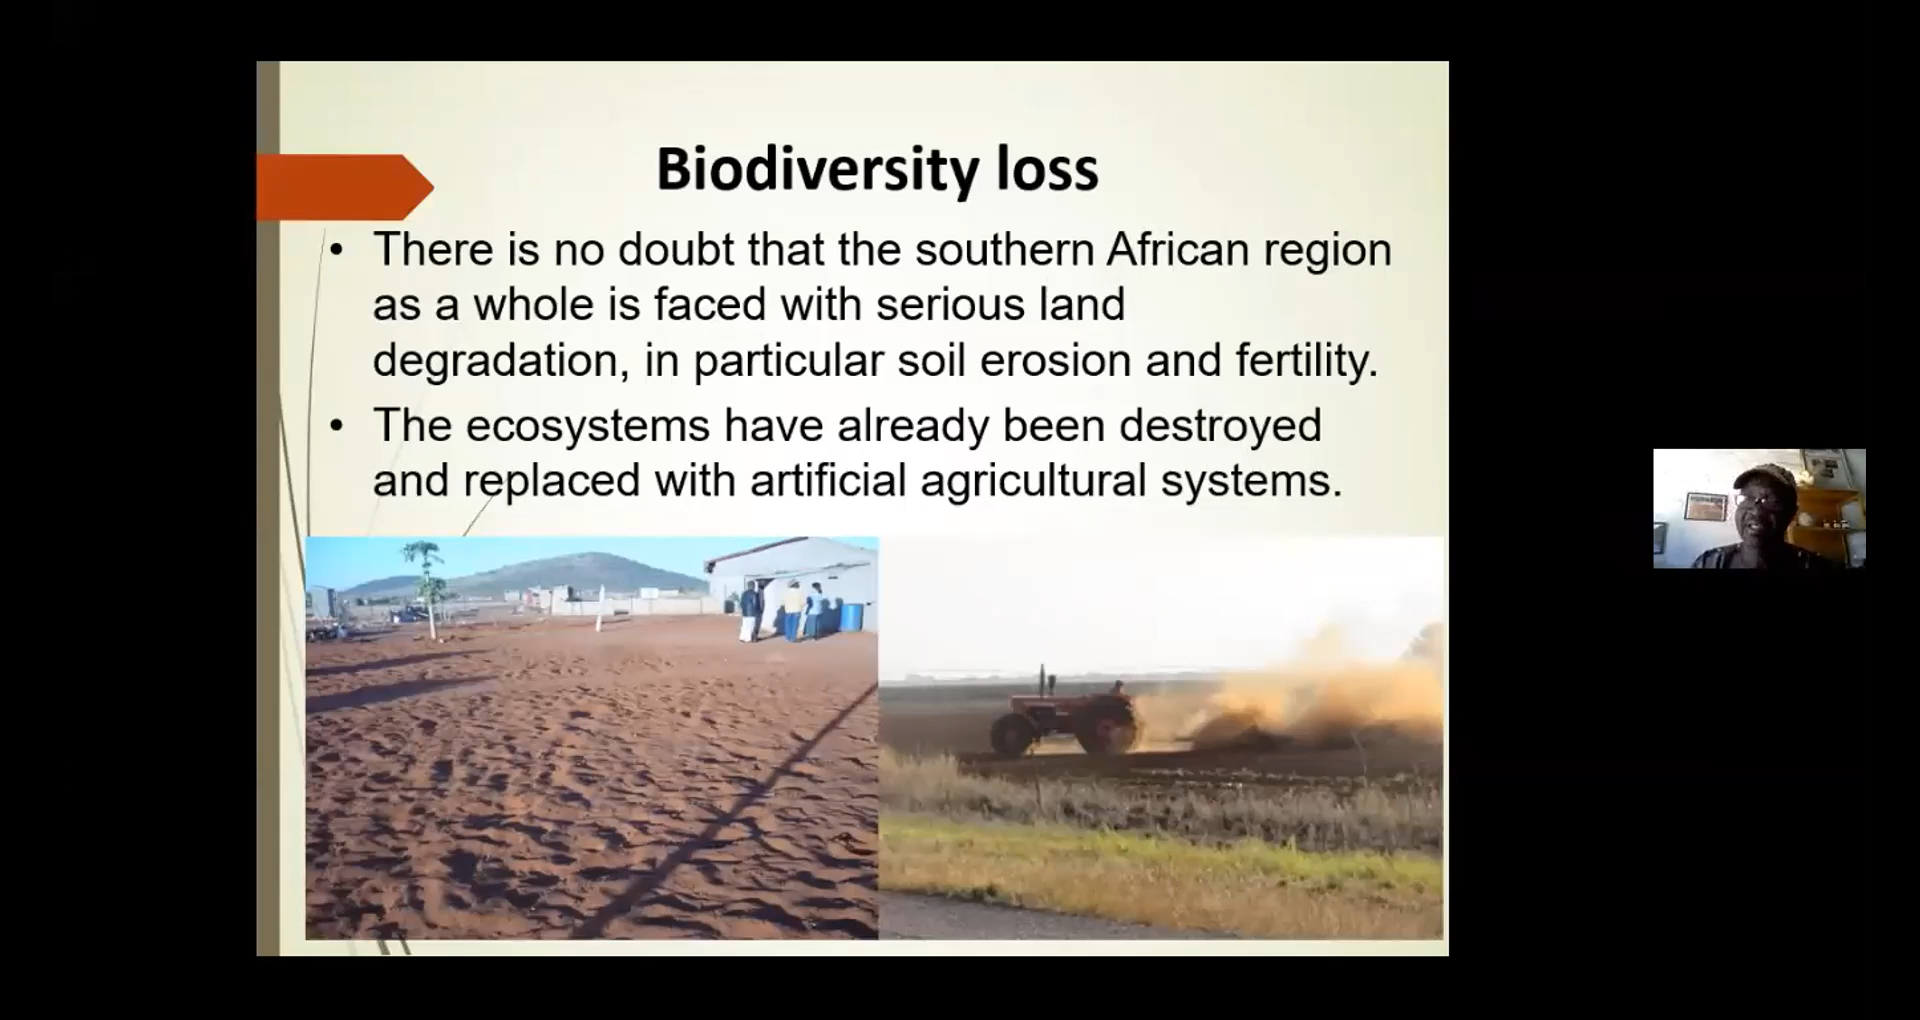 Biodiversity loss
• There is no doubt that the southern African region
as a whole is faced with serious land
degradation, in particular soil erosion and fertility.
• The ecosystems have already been destroyed
and replaced with artificial agricultural systems.